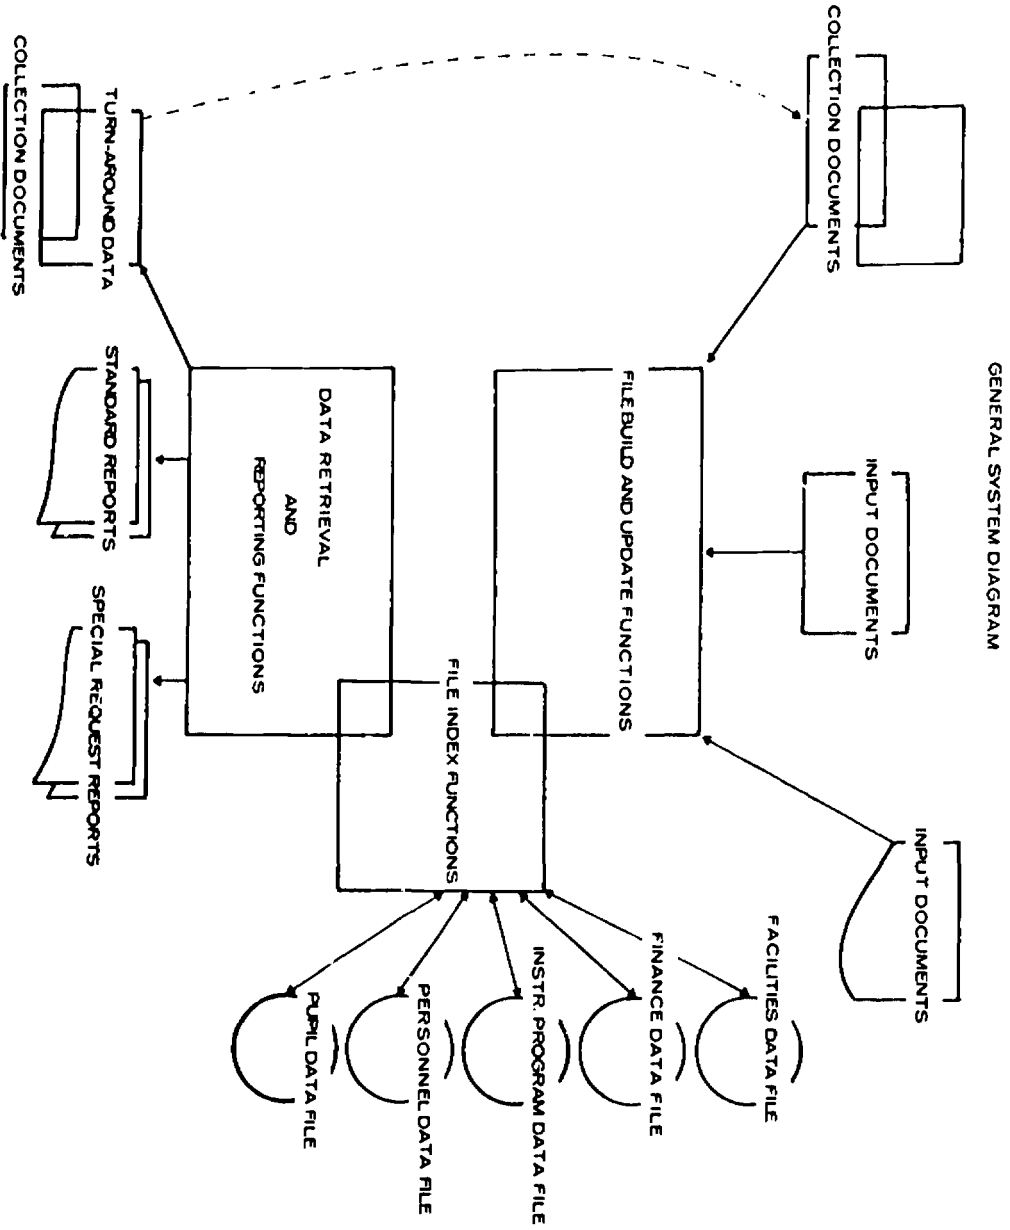 GENERAL SYSTEM DIAGRAM
COLLECTION DOCUMENTS
INPUT DOCUMENTS
INPUT DOCUMENTS
FILE BUILD AND UPDATE FUNCTIONS
FACILITIES DATA FILE
FINANCE DATA FILE
INSTR. PROGRAM DATA FILE
PERSONNEL DATA FILE
PUPIL DATA FILE
FILE INDEX FUNCTIONS
DATA RETRIEVAL
AND
REPORTING FUNCTIONS
TURN-AROUND DATA
COLLECTION DOCUMENTS
STANDARD REPORTS
SPECIAL REQUEST REPORTS